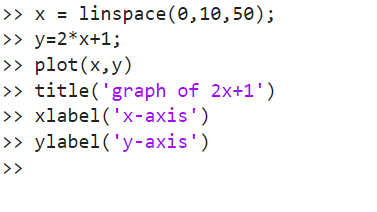 >> x = linspace(0,10,50);
>> y=2*x+1;
>> plot(x,y)
>> title('graph of 2x+1')
>> xlabel('x-axis')
>> ylabel('y-axis')
>>